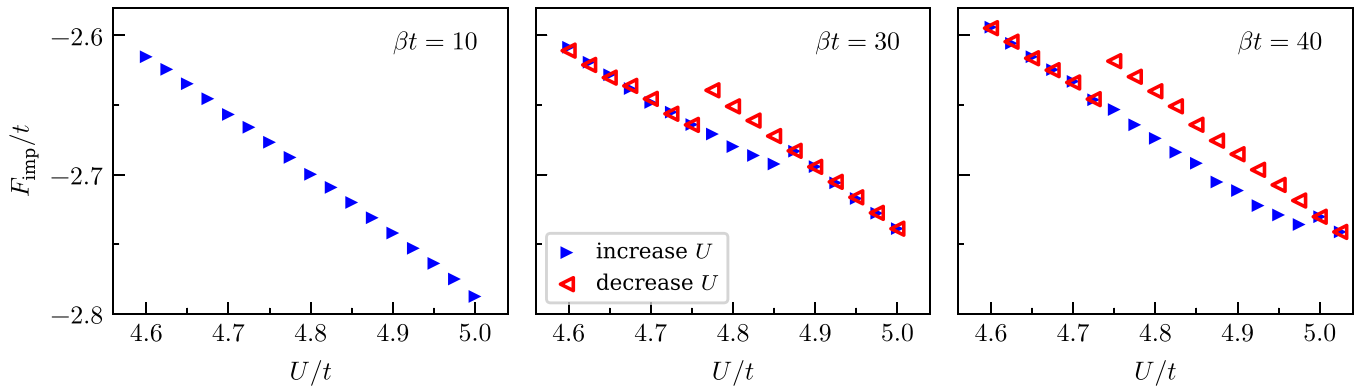 βt = 10
βt = 30
βt = 40
−2.6
−2.7
−2.8
F_imp/t
increase U
decrease U
4.6 4.7 4.8 4.9 5.0
4.6 4.7 4.8 4.9 5.0
4.6 4.7 4.8 4.9 5.0
U/t
U/t
U/t